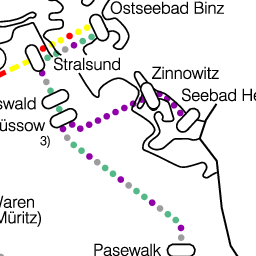 Ostseebad Binz
Stralsund
Zinnowitz
Seebad He
swald
üssow
3)
Waren
Müritz)
Pasewalk